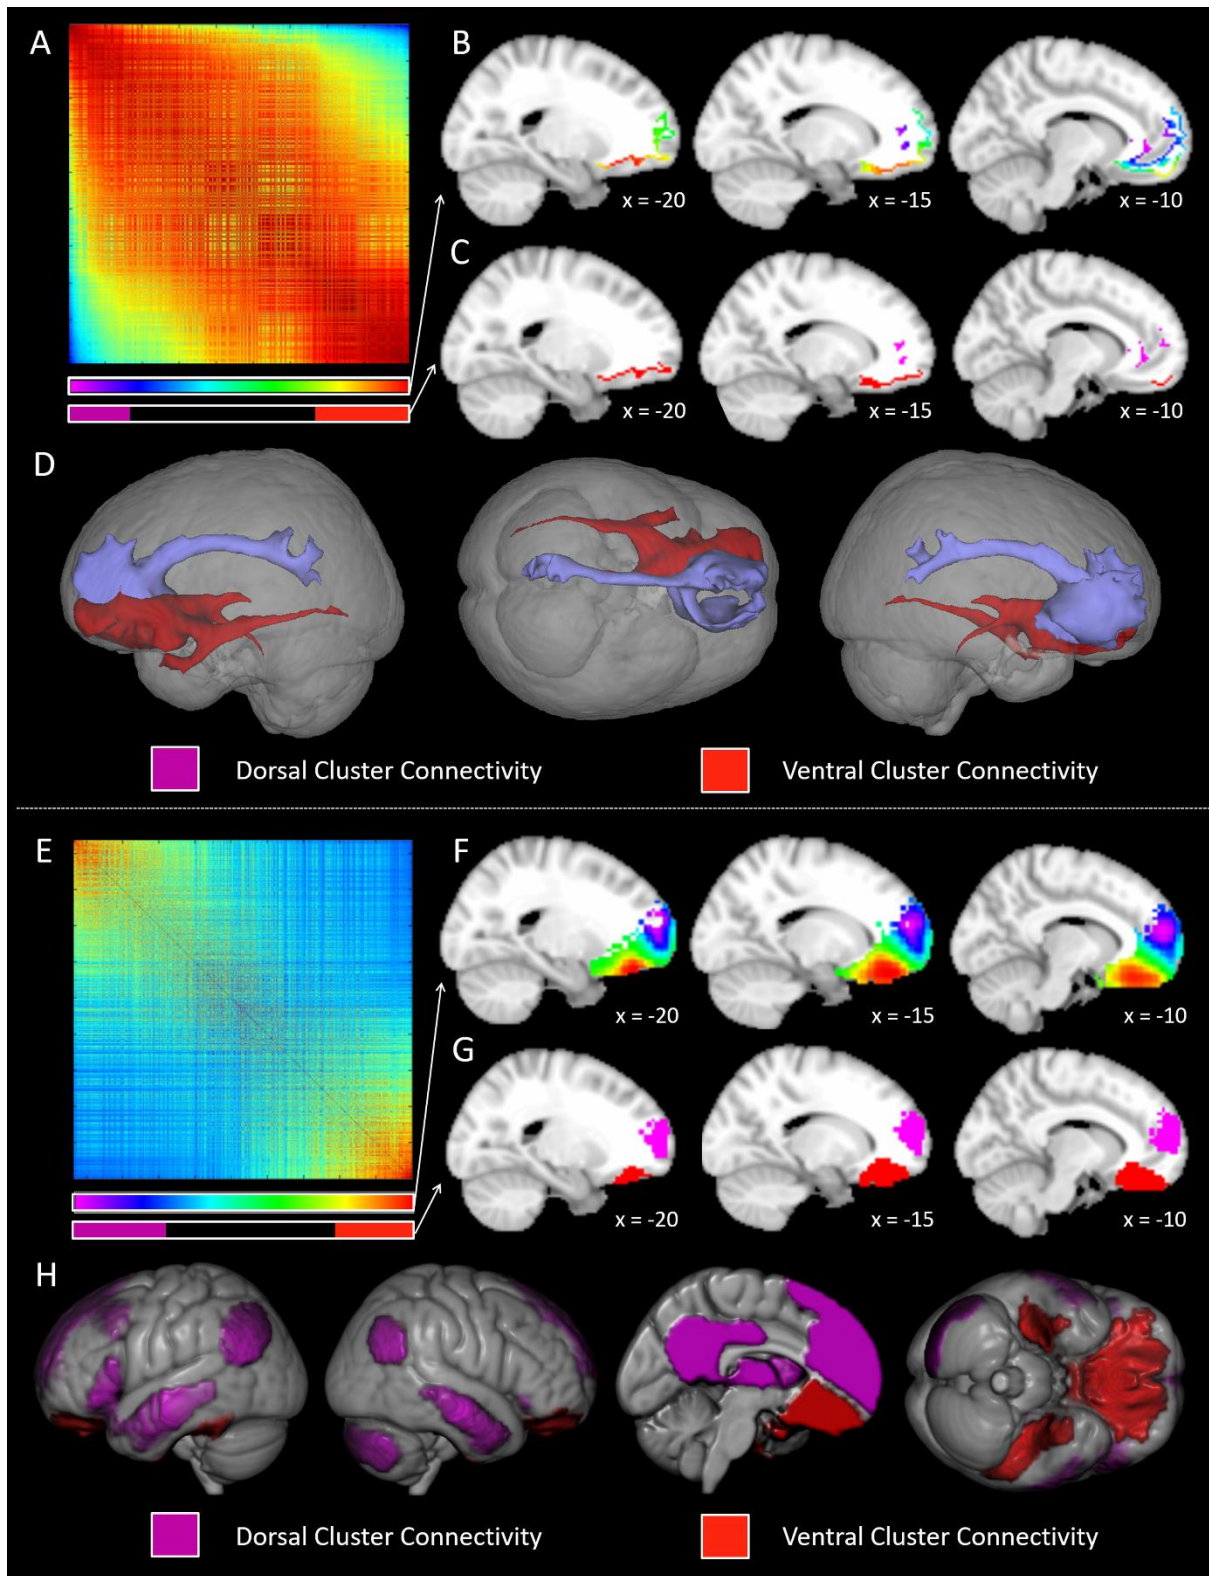 A
B
x = -20
x = -15
x = -10
C
x = -20
x = -15
x = -10
D
Dorsal Cluster Connectivity
Ventral Cluster Connectivity
E
F
x = -20
x = -15
x = -10
G
x = -20
x = -15
x = -10
H
Dorsal Cluster Connectivity
Ventral Cluster Connectivity